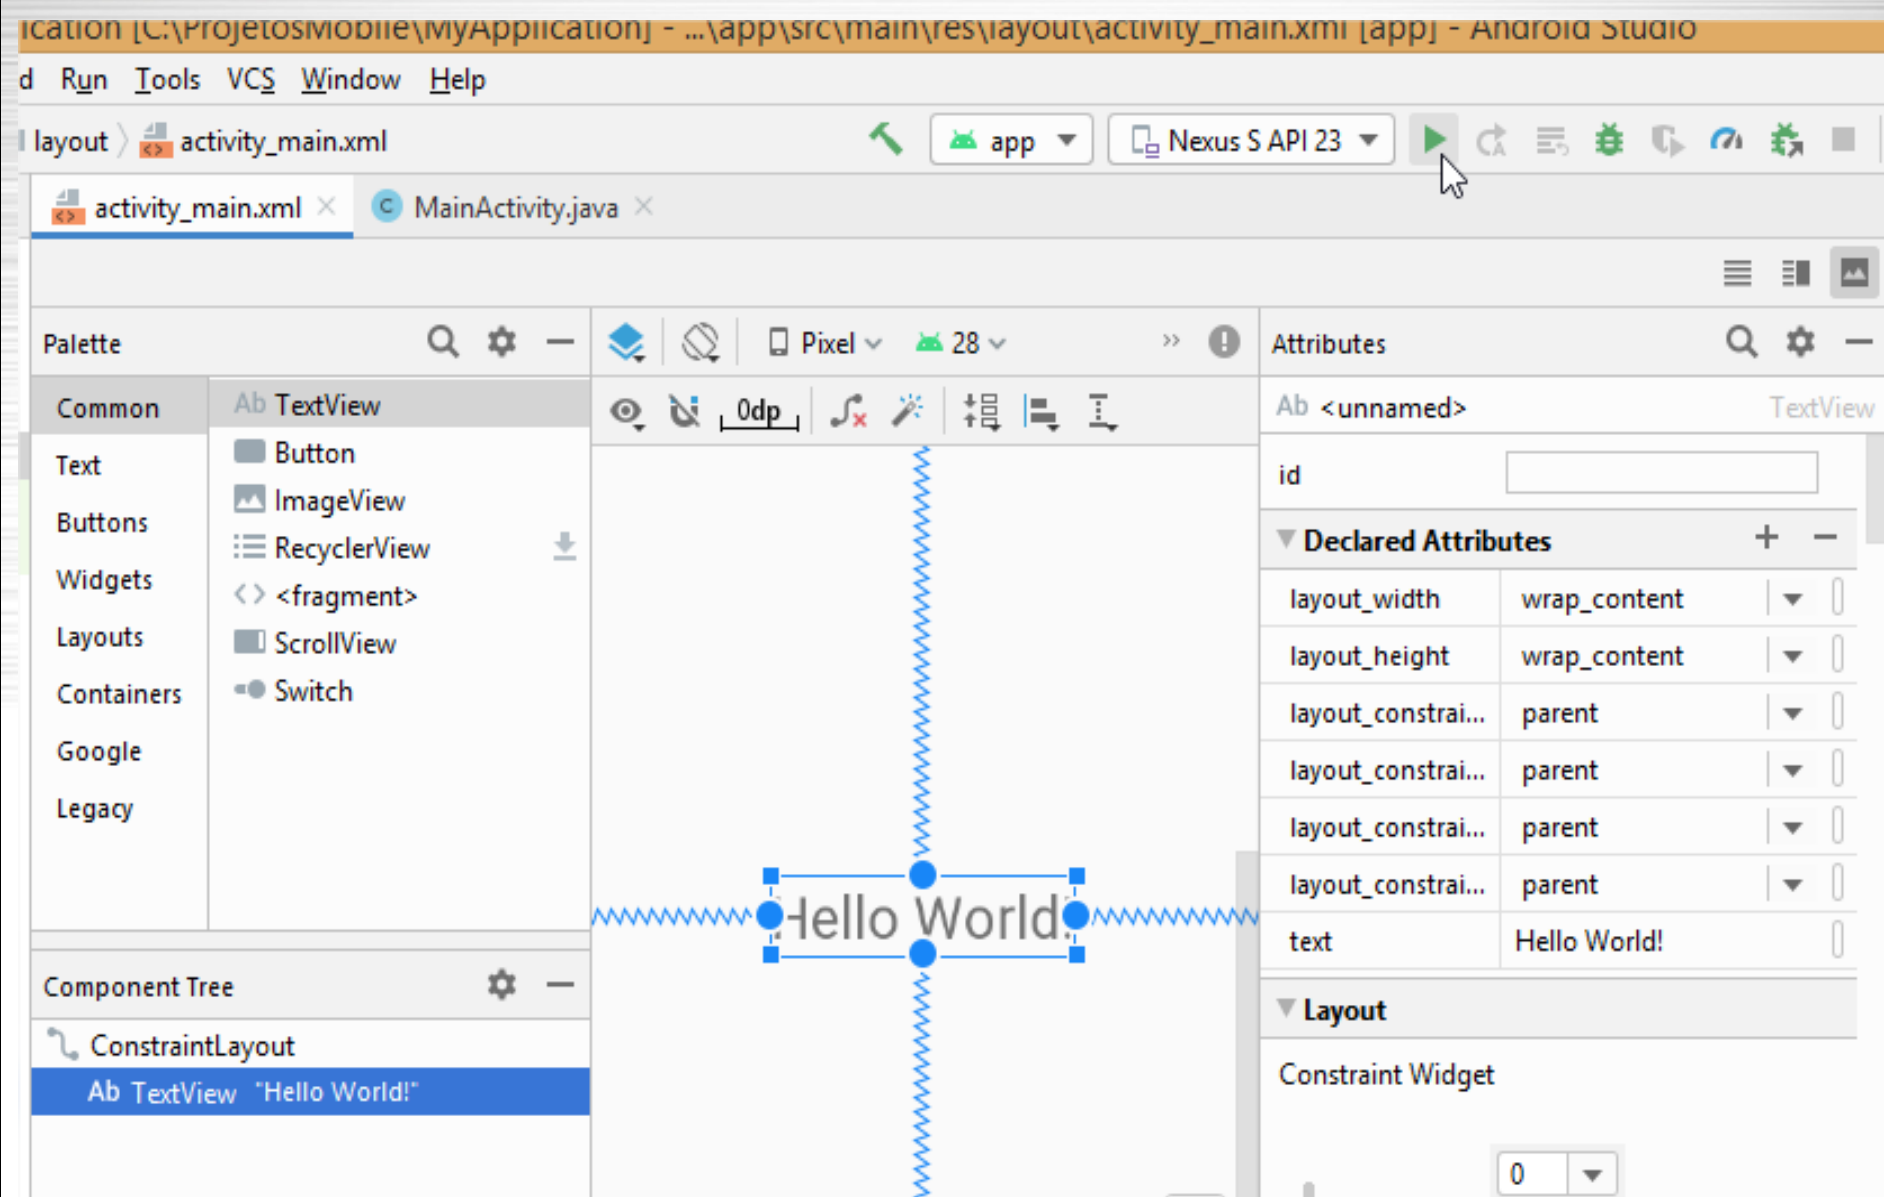 ication [C:\ProjetosMobile\MyApplication] - ...\app\src\main\res\layout\activity_main.xml [app] - Android Studio
d Run Tools VCS Window Help
layout activity_main.xml app Nexus S API 23
activity_main.xml MainActivity.java
Palette Pixel 28 Attributes
Common Ab TextView 0dp Ab <unnamed> TextView
Text Button id
Buttons ImageView Declared Attributes
Widgets RecyclerView layout_width wrap_content
Layouts <fragment> layout_height wrap_content
Containers ScrollView layout_constrai... parent
Google Switch layout_constrai... parent
Legacy layout_constrai... parent
Hello World! layout_constrai... parent
text Hello World!
Component Tree Layout
ConstraintLayout Constraint Widget
Ab TextView "Hello World!"
0